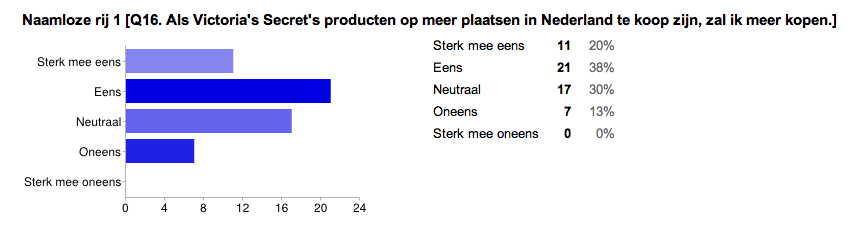 Naamloze rij 1 [Q16. Als Victoria's Secret's producten op meer plaatsen in Nederland te koop zijn, zal ik meer kopen.]
Sterk mee eens
Eens
Neutraal
Oneens
Sterk mee oneens
0 4 8 12 16 20 24
Sterk mee eens 11 20%
Eens 21 38%
Neutraal 17 30%
Oneens 7 13%
Sterk mee oneens 0 0%